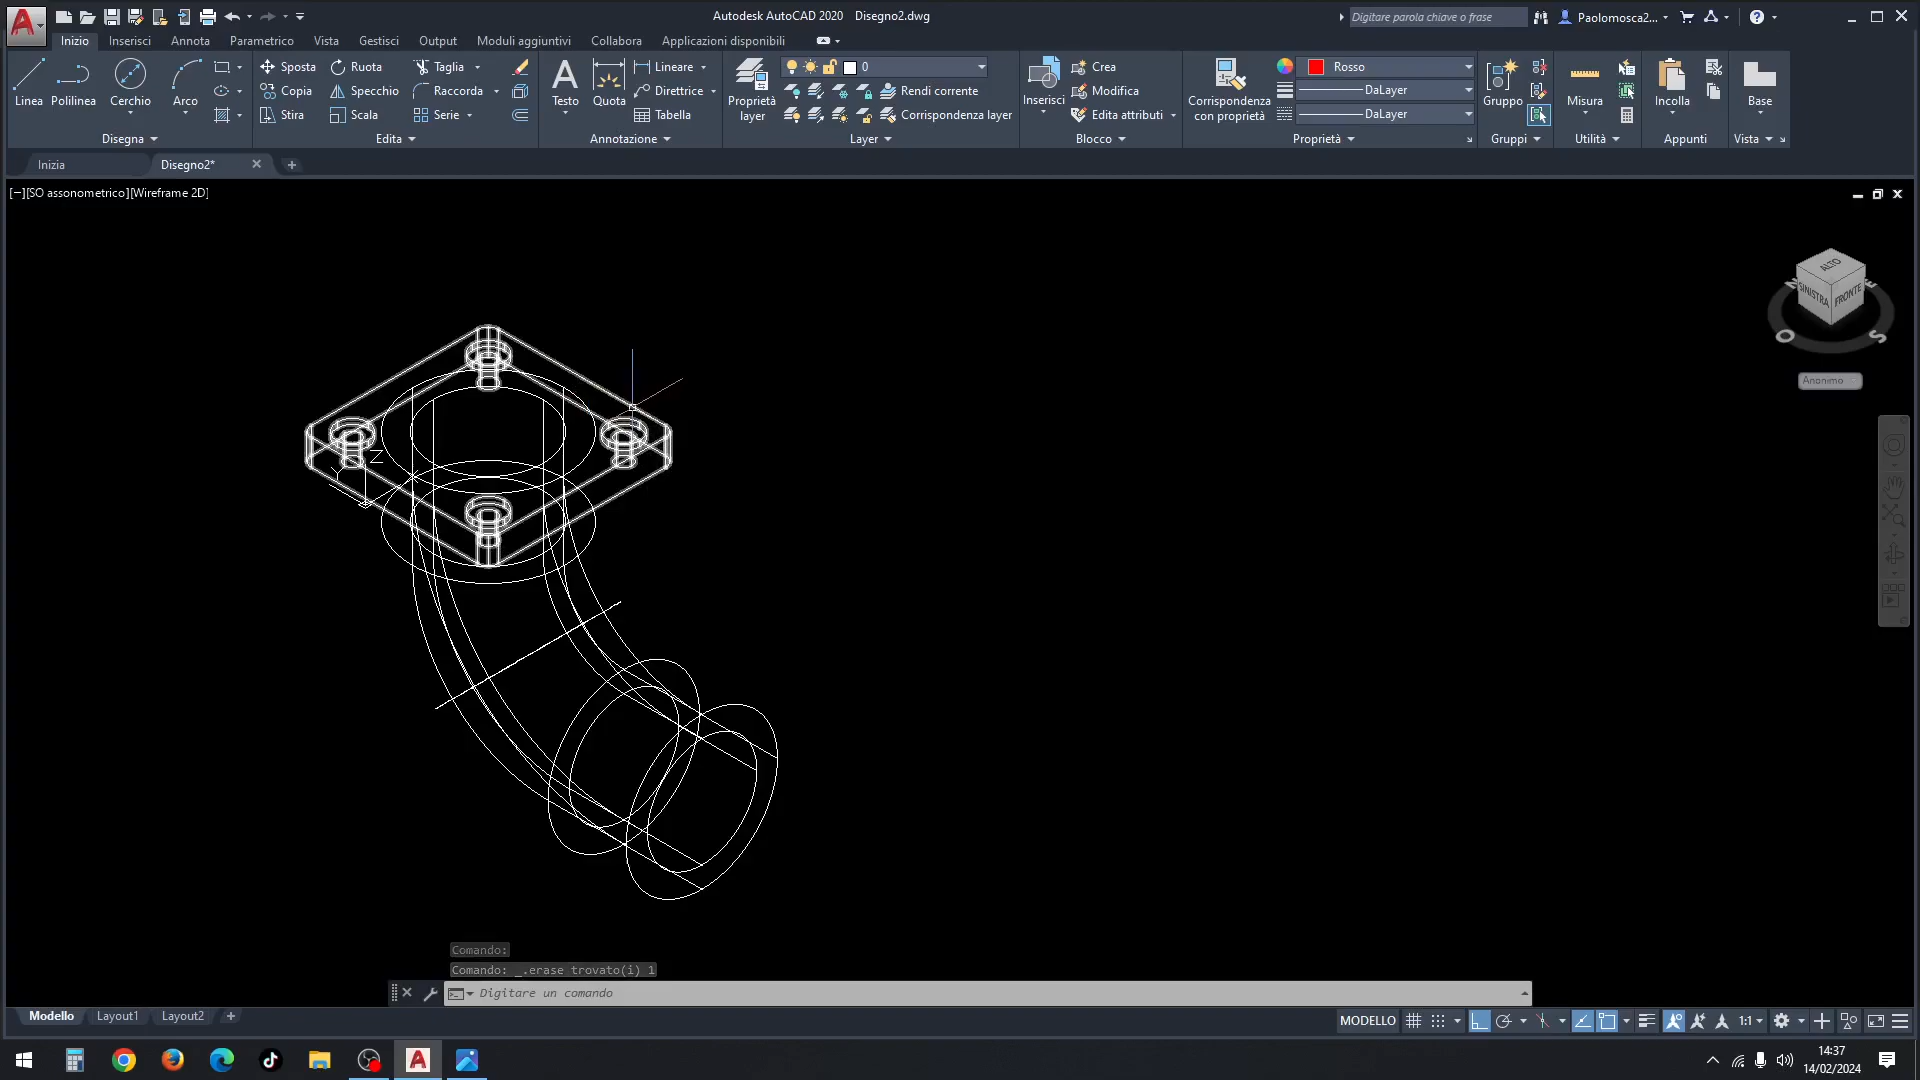 Autodesk AutoCAD 2020 Disegno2.dwg
Digitare parola chiave o frase
Paolomosca2...
Inizio Inserisci Annota Parametrico Vista Gestisci Output Moduli aggiuntivi Collabora Applicazioni disponibili
Linea Polilinea Cerchio Arco
Disegna
Sposta Ruota Taglia
Copia Specchio Raccorda
Stira Scala Serie
Edita
Testo Quota
Lineare
Direttrice
Tabella
Annotazione
Proprietà
layer
0
Rendi corrente
Corrispondenza layer
Layer
Inserisci
Crea
Modifica
Edita attributi
Blocco
Corrispondenza
con proprietà
Rosso
DaLayer
DaLayer
Proprietà
Gruppo
Gruppi
Misura
Utilità
Incolla
Appunti
Base
Vista
Inizia Disegno2*
[−][SO assonometrico][Wireframe 2D]
ALTO
SINISTRA FRONTE
N E
O S
Anonimo
Z
Y
Comando:
Comando: _.erase trovato(i) 1
Digitare un comando
Modello Layout1 Layout2
MODELLO 1:1
14:37
14/02/2024